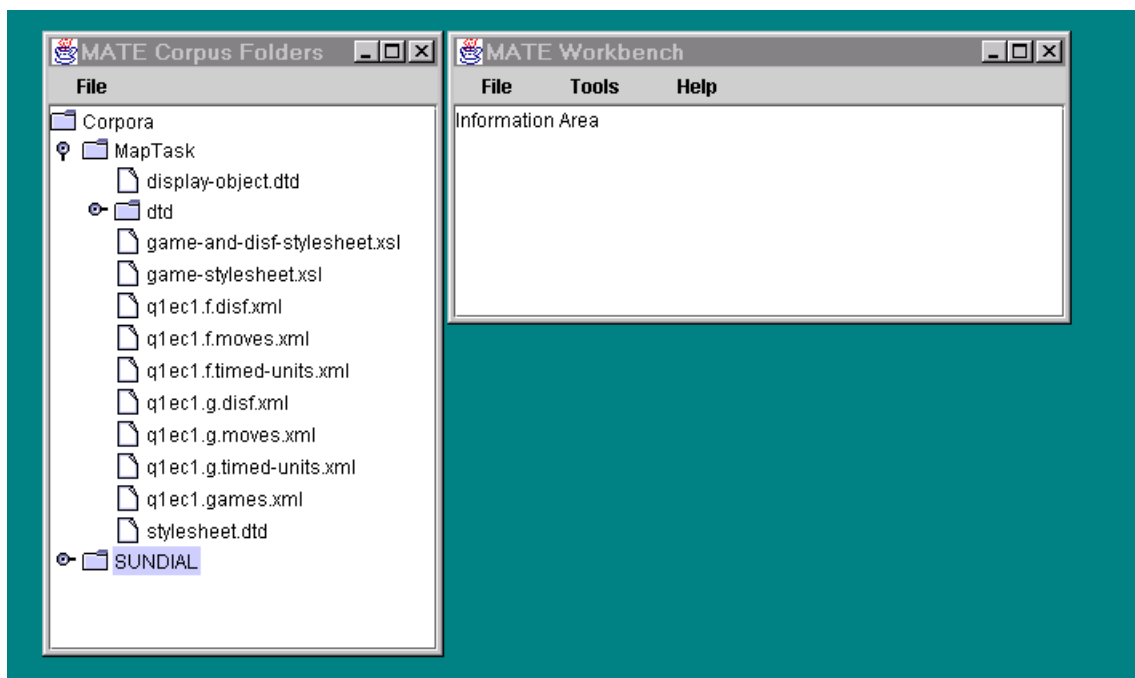 MATE Corpus Folders
File
Corpora
MapTask
display-object.dtd
dtd
game-and-disf-stylesheet.xsl
game-stylesheet.xsl
q1ec1.f.disf.xml
q1ec1.f.moves.xml
q1ec1.f.timed-units.xml
q1ec1.g.disf.xml
q1ec1.g.moves.xml
q1ec1.g.timed-units.xml
q1ec1.games.xml
stylesheet.dtd
SUNDIAL
MATE Workbench
File Tools Help
Information Area